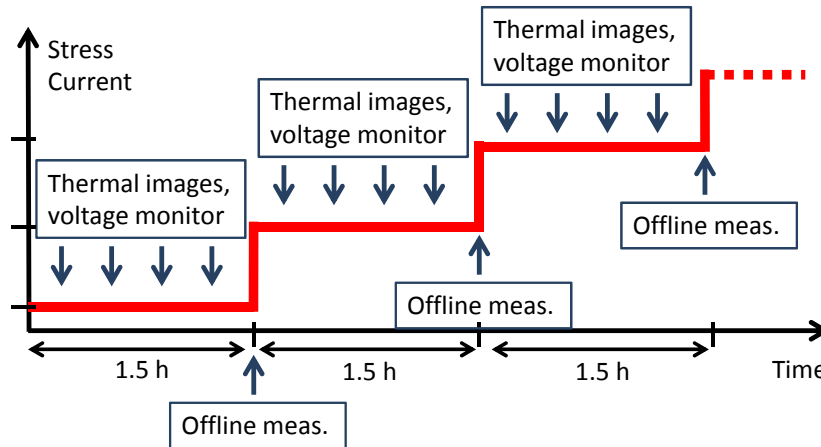 Stress
Current
Thermal images,
voltage monitor
Thermal images,
voltage monitor
Thermal images,
voltage monitor
Offline meas.
Offline meas.
1.5 h
1.5 h
1.5 h
Time
Offline meas.